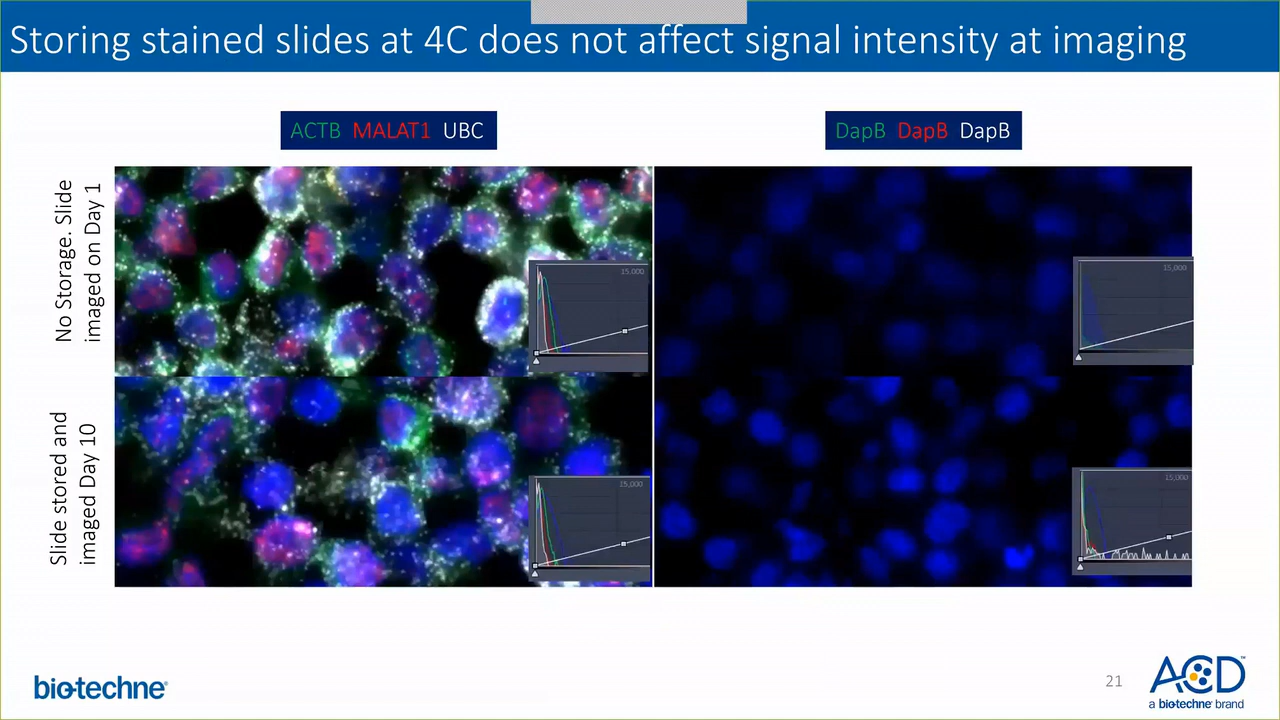 Storing stained slides at 4C does not affect signal intensity at imaging
ACTB MALAT1 UBC
DapB DapB DapB
No Storage. Slide
imaged on Day 1
15,000
15,000
Slide stored and
imaged Day 10
15,000
15,000
bio-techne®
21
ACD™
a bio-techne® brand